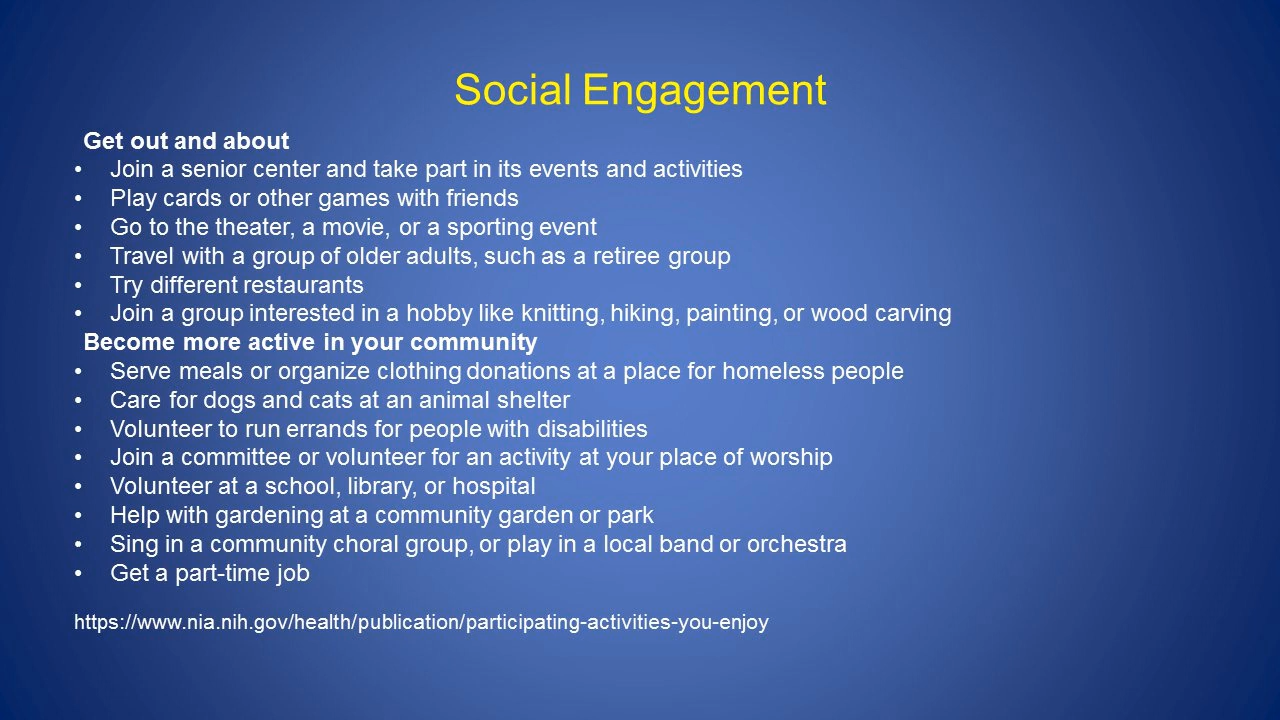 Social Engagement
Get out and about
• Join a senior center and take part in its events and activities
• Play cards or other games with friends
• Go to the theater, a movie, or a sporting event
• Travel with a group of older adults, such as a retiree group
• Try different restaurants
• Join a group interested in a hobby like knitting, hiking, painting, or wood carving
Become more active in your community
• Serve meals or organize clothing donations at a place for homeless people
• Care for dogs and cats at an animal shelter
• Volunteer to run errands for people with disabilities
• Join a committee or volunteer for an activity at your place of worship
• Volunteer at a school, library, or hospital
• Help with gardening at a community garden or park
• Sing in a community choral group, or play in a local band or orchestra
• Get a part-time job
https://www.nia.nih.gov/health/publication/participating-activities-you-enjoy